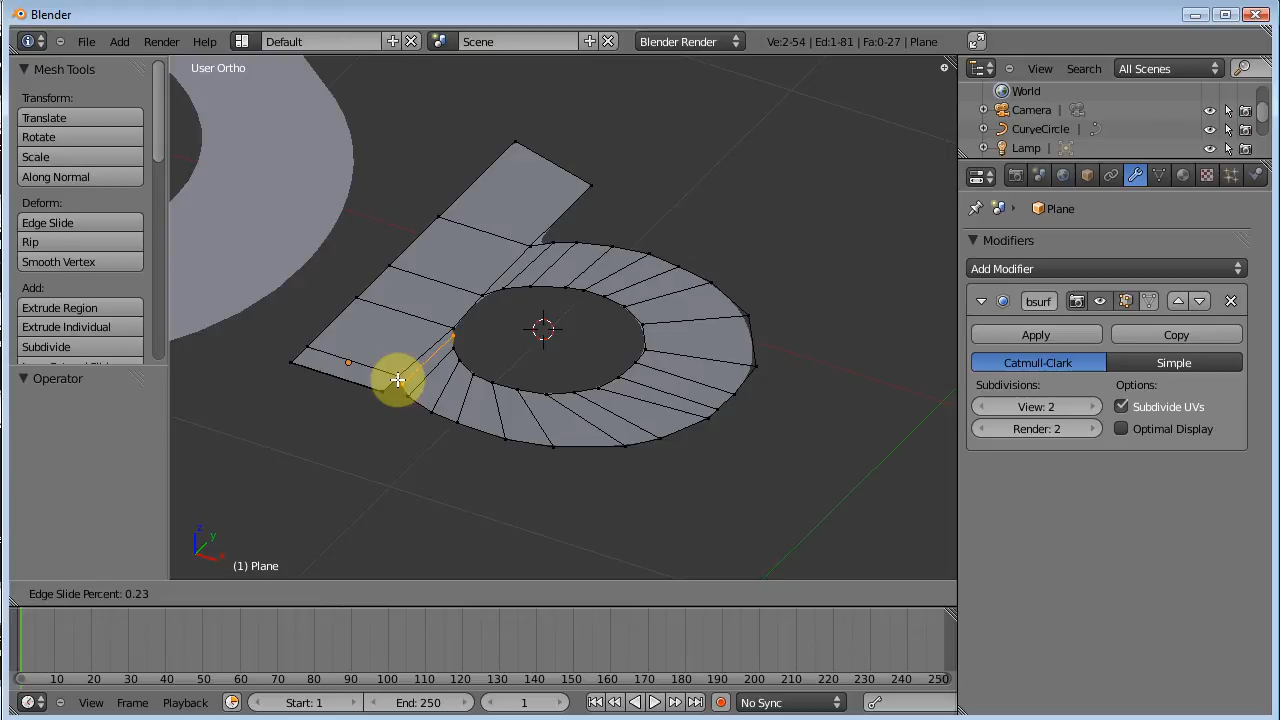 Blender
File Add Render Help Default Scene Blender Render Ve:2-54 | Ed:1-81 | Fa:0-27 | Plane
Mesh Tools
Transform:
Translate
Rotate
Scale
Along Normal
Deform:
Edge Slide
Rip
Smooth Vertex
Add:
Extrude Region
Extrude Individual
Subdivide
Operator
User Ortho
z
y
x
(1) Plane
Edge Slide Percent: 0.23
View Search All Scenes
World
Camera
CurveCircle
Lamp
Plane
Modifiers
Add Modifier
bsurf
Apply Copy
Catmull-Clark Simple
Subdivisions: Options:
View: 2 Subdivide UVs
Render: 2 Optimal Display
10 20 30 40 50 60 70 80 90 100 110 120 130 140 150 160 170 180 190 200 210 220 230 240 250
View Frame Playback Start: 1 End: 250 1 No Sync